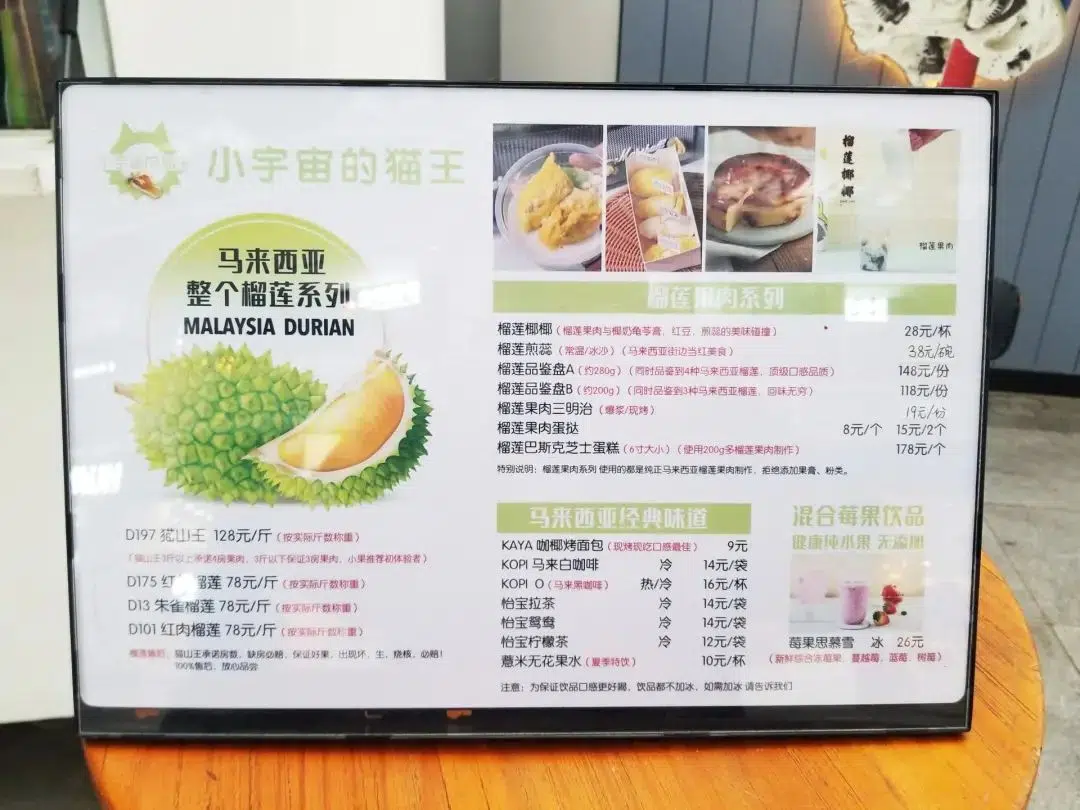 小宇宙的猫王
马来西亚
整个榴莲系列
MALAYSIA DURIAN
D197 猫山王 128元/斤(按实际斤数称重)
(猫山王3斤以上承诺4房果肉，3斤以下保证3房果肉，小果推荐初体验者)
D175 红 榴莲 78元/斤(按实际斤数称重)
D13 朱雀榴莲 78元/斤(按实际斤数称重)
D101 红肉榴莲 78元/斤(按实际斤数称重)
榴莲售后：猫山王承诺房数，缺房必赔，保证好果，出现坏、生、烧核，必赔！
100%售后，放心品尝
榴莲椰椰
榴莲果肉
榴莲果肉系列
榴莲椰椰(榴莲果肉与椰奶龟苓膏、红豆、煎蕊的美味碰撞) 28元/杯
榴莲煎蕊(常温/冰沙)(马来西亚街边当红美食) 38元/碗
榴莲品鉴盘A(约280g)(同时品鉴到4种马来西亚榴莲，顶级口感品质) 148元/份
榴莲品鉴盘B(约200g)(同时品鉴到3种马来西亚榴莲，回味无穷) 118元/份
榴莲果肉三明治(爆浆/现烤) 19元/份
榴莲果肉蛋挞 8元/个 15元/2个
榴莲巴斯克芝士蛋糕(6寸大小)(使用200g多榴莲果肉制作) 178元/个
特别说明：榴莲果肉系列 使用的都是纯正马来西亚榴莲果肉制作，拒绝添加果膏、粉类。
马来西亚经典味道
KAYA 咖椰烤面包(现烤现吃口感最佳) 9元
KOPI 马来白咖啡 冷 14元/袋
KOPI O(马来黑咖啡) 热/冷 16元/杯
怡宝拉茶 冷 14元/袋
怡宝鸳鸯 冷 14元/袋
怡宝柠檬茶 冷 12元/袋
薏米无花果水(夏季特饮) 10元/杯
注意：为保证饮品口感更好喝，饮品都不加冰，如需加冰 请告诉我们
混合莓果饮品
健康纯水果 无添加
莓果思慕雪 冰 26元
(新鲜综合冰莓果、蔓越莓、蓝莓、树莓)